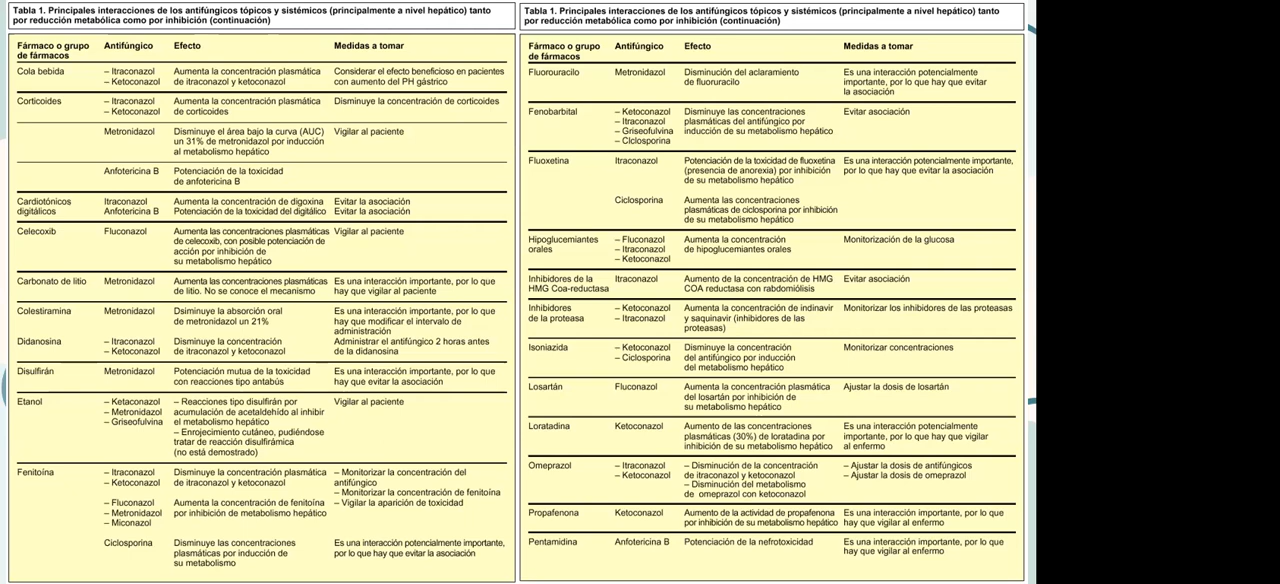 Tabla 1. Principales interacciones de los antifúngicos tópicos y sistémicos (principalmente a nivel hepático) tanto
por reducción metabólica como por inhibición (continuación)
Fármaco o grupo Antifúngico Efecto Medidas a tomar
de fármacos
Cola bebida – Itraconazol Aumenta la concentración plasmática Considerar el efecto beneficioso en pacientes
– Ketoconazol de itraconazol y ketoconazol con aumento del PH gástrico
Corticoides – Itraconazol Aumenta la concentración plasmática Disminuye la concentración de corticoides
– Ketoconazol de corticoides
Metronidazol Disminuye el área bajo la curva (AUC) Vigilar al paciente
un 31% de metronidazol por inducción
al metabolismo hepático
Anfotericina B Potenciación de la toxicidad
de anfotericina B
Cardiotónicos Itraconazol Aumenta la concentración de digoxina Evitar la asociación
digitálicos Anfotericina B Potenciación de la toxicidad del digitálico Evitar la asociación
Celecoxib Fluconazol Aumenta las concentraciones plasmáticas Vigilar al paciente
de celecoxib, con posible potenciación de
acción por inhibición de
su metabolismo hepático
Carbonato de litio Metronidazol Aumenta las concentraciones plasmáticas Es una interacción importante, por lo que
de litio. No se conoce el mecanismo hay que vigilar al paciente
Colestiramina Metronidazol Dsiminuye la absorción oral Es una interacción importante, por lo que
de metronidazol un 21% hay que modificar el intervalo de
administración
Didanosina – Itraconazol Disminuye la concentración Administrar el antifúngico 2 horas antes
– Ketoconazol de itraconazol y ketoconazol de la didanosina
Disulfirán Metronidazol Potenciación mutua de la toxicidad Es una interacción importante, por lo que
con reacciones tipo antabús hay que evitar la asociación
Etanol – Ketaconazol – Reacciones tipo disulfirán por Vigilar al paciente
– Metronidazol acumulación de acetaldehído al inhibir
– Griseofulvina el metabolismo hepático
– Enrojecimiento cutáneo, pudiéndose
tratar de reacción disulfirámica
(no está demostrado)
Fenitoína – Itraconazol Disminuye la concentración plasmática – Monitorizar la concentración del
– Ketoconazol de itraconazol y ketoconazol antifúngico
– Monitorizar la concentración de fenitoína
– Fluconazol Aumenta la concentración de fenitoína – Vigilar la aparición de toxicidad
– Metronidazol por inhibición de metabolismo hepático
– Miconazol
Ciclosporina Disminuye las concentraciones Es una interacción potencialmente importante,
plasmáticas por inducción de por lo que hay que evitar la asociación
su metabolismo
Tabla 1. Principales interacciones de los antifúngicos tópicos y sistémicos (principalmente a nivel hepático) tanto
por reducción metabólica como por inhibición (continuación)
Fármaco o grupo Antifúngico Efecto Medidas a tomar
de fármacos
Fluorouracilo Metronidazol Disminución del aclaramiento Es una interacción potencialmente
de fluoruracilo importante, por lo que hay que evitar
la asociación
Fenobarbital – Ketoconazol Disminuye las concentraciones Evitar asociación
– Itraconazol plasmáticas del antifúngico por
– Griseofulvina inducción de su metabolismo hepático
– CIclosporina
Fluoxetina Itraconazol Potenciación de la toxicidad de fluoxetina Es una interacción potencialmente importante,
(presencia de anorexia) por inhibición por lo que hay que evitar la asociación
de su metabolismo hepático
Ciclosporina Aumenta las concentraciones
plasmáticas de ciclosporina por inhibición
de su metabolismo hepático
Hipoglucemiantes – Fluconazol Aumenta la concentración Monitorización de la glucosa
orales – Itraconazol de hipoglucemiantes orales
– Ketoconazol
Inhibidores de la Itraconazol Aumento de la concentración de HMG Evitar asociación
HMG Coa-reductasa COA reductasa con rabdomiólisis
Inhibidores – Ketoconazol Aumenta la concentración de indinavir Monitorizar los inhibidores de las proteasas
de la proteasa – Itraconazol y saquinavir (inhibidores de las
proteasas)
Isoniazida – Ketoconazol Disminuye la concentración Monitorizar concentraciones
– Ciclosporina del antifúngico por inducción
del metabolismo hepático
Losartán Fluconazol Aumenta la concentración plasmática Ajustar la dosis de losartán
del losartán por inhibición de
su metabolismo hepático
Loratadina Ketoconazol Aumento de las concentraciones Es una interacción potencialmente
plasmáticas (30%) de loratadina por importante, por lo que hay que vigilar
inhibición de su metabolismo hepático al enfermo
Omeprazol – Itraconazol – Disminución de la concentración – Ajustar la dosis de antifúngicos
– Ketoconazol de itraconazol y ketoconazol – Ajustar la dosis de omeprazol
– Disminución del metabolismo
de omeprazol con ketoconazol
Propafenona Ketoconazol Aumento de la actividad de propafenona Es una interacción importante, por lo que
por inhibición de su metabolismo hepático hay que vigilar al enfermo
Pentamidina Anfotericina B Potenciación de la nefrotoxicidad Es una interacción importante, por lo que
hay que vigilar al enfermo